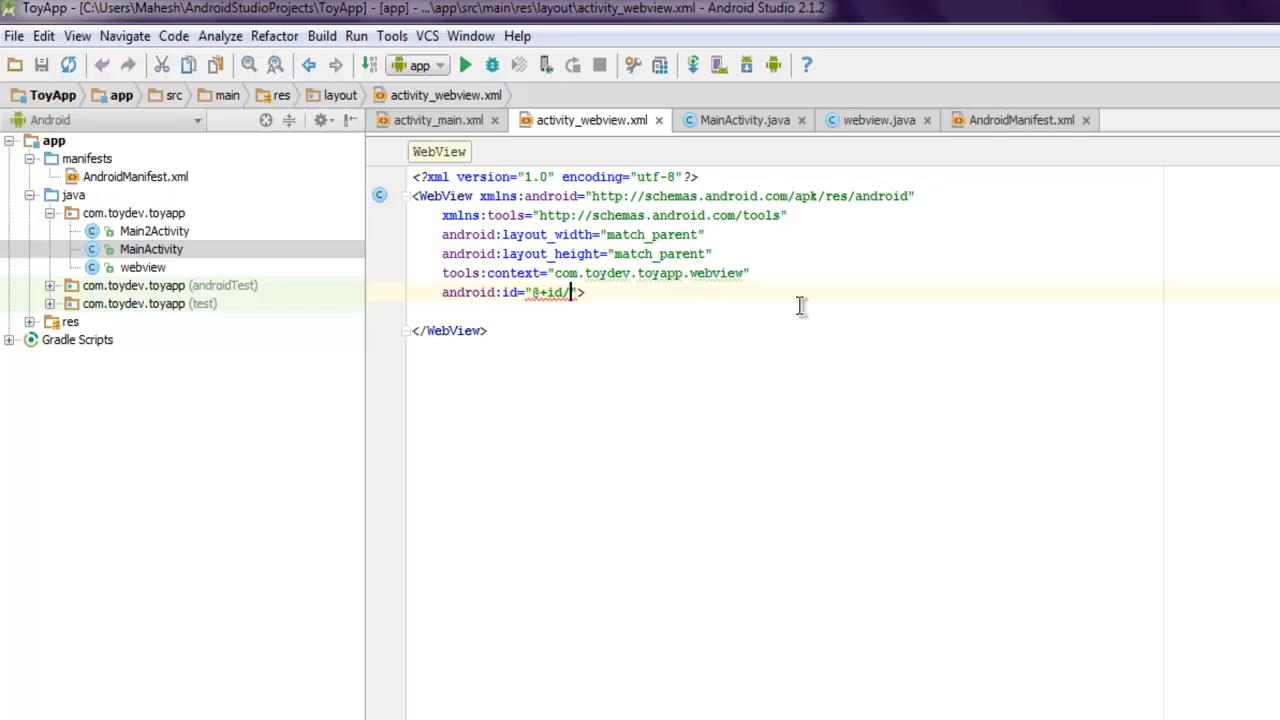 ToyApp - [C:\Users\Mahesh\AndroidStudioProjects\ToyApp] - [app] - ...\app\src\main\res\layout\activity_webview.xml - Android Studio 2.1.2
File Edit View Navigate Code Analyze Refactor Build Run Tools VCS Window Help
app
ToyApp app src main res layout activity_webview.xml
Android
activity_main.xml activity_webview.xml MainActivity.java webview.java AndroidManifest.xml
app
manifests
AndroidManifest.xml
java
com.toydev.toyapp
Main2Activity
MainActivity
webview
com.toydev.toyapp (androidTest)
com.toydev.toyapp (test)
res
Gradle Scripts
WebView
<?xml version="1.0" encoding="utf-8"?>
<WebView xmlns:android="http://schemas.android.com/apk/res/android"
xmlns:tools="http://schemas.android.com/tools"
android:layout_width="match_parent"
android:layout_height="match_parent"
tools:context="com.toydev.toyapp.webview"
android:id="@+id/">
</WebView>